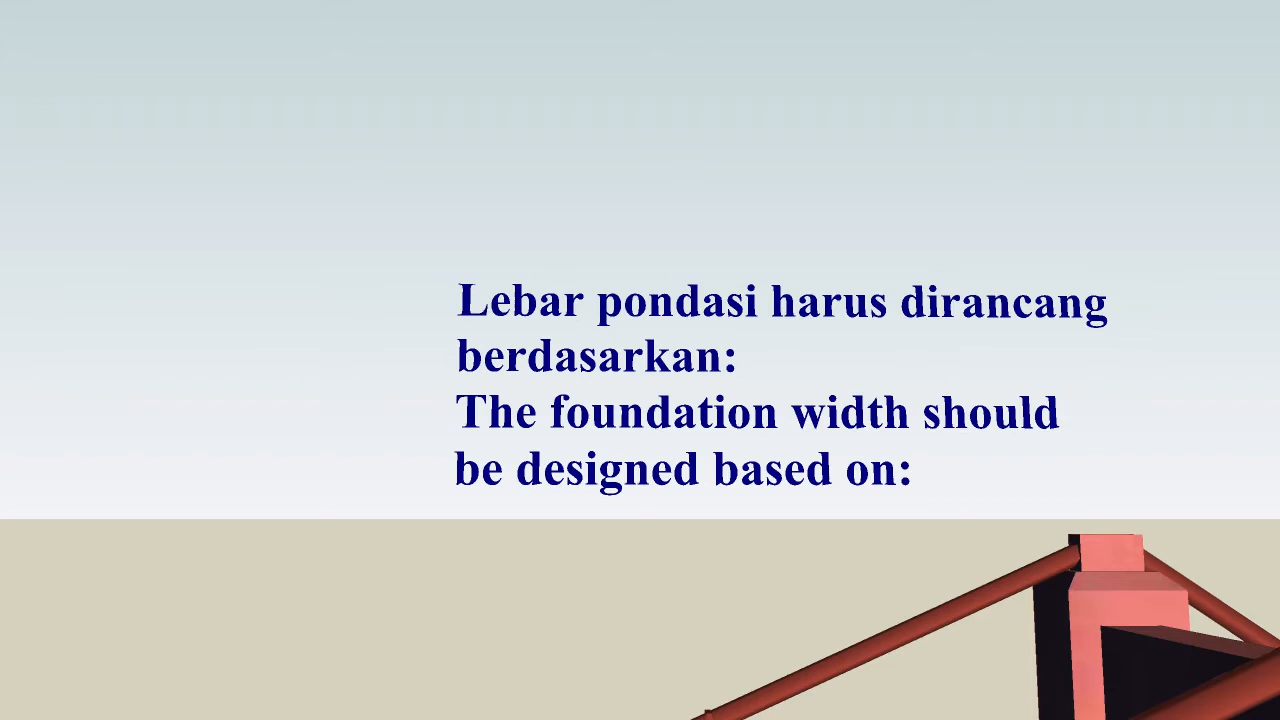 Lebar pondasi harus dirancang
berdasarkan:
The foundation width should
be designed based on: